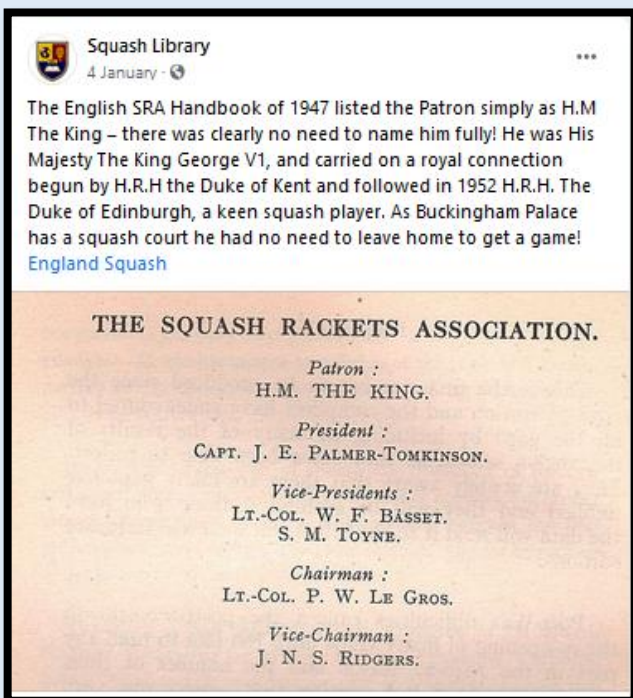 Squash Library
4 January ·
The English SRA Handbook of 1947 listed the Patron simply as H.M
The King – there was clearly no need to name him fully! He was His
Majesty The King George V1, and carried on a royal connection
begun by H.R.H the Duke of Kent and followed in 1952 H.R.H. The
Duke of Edinburgh, a keen squash player. As Buckingham Palace
has a squash court he had no need to leave home to get a game!
England Squash
THE SQUASH RACKETS ASSOCIATION.
Patron :
H.M. THE KING.
President :
CAPT. J. E. PALMER-TOMKINSON.
Vice-Presidents :
LT.-COL. W. F. BASSET.
S. M. TOYNE.
Chairman :
LT.-COL. P. W. LE GROS.
Vice-Chairman :
J. N. S. RIDGERS.